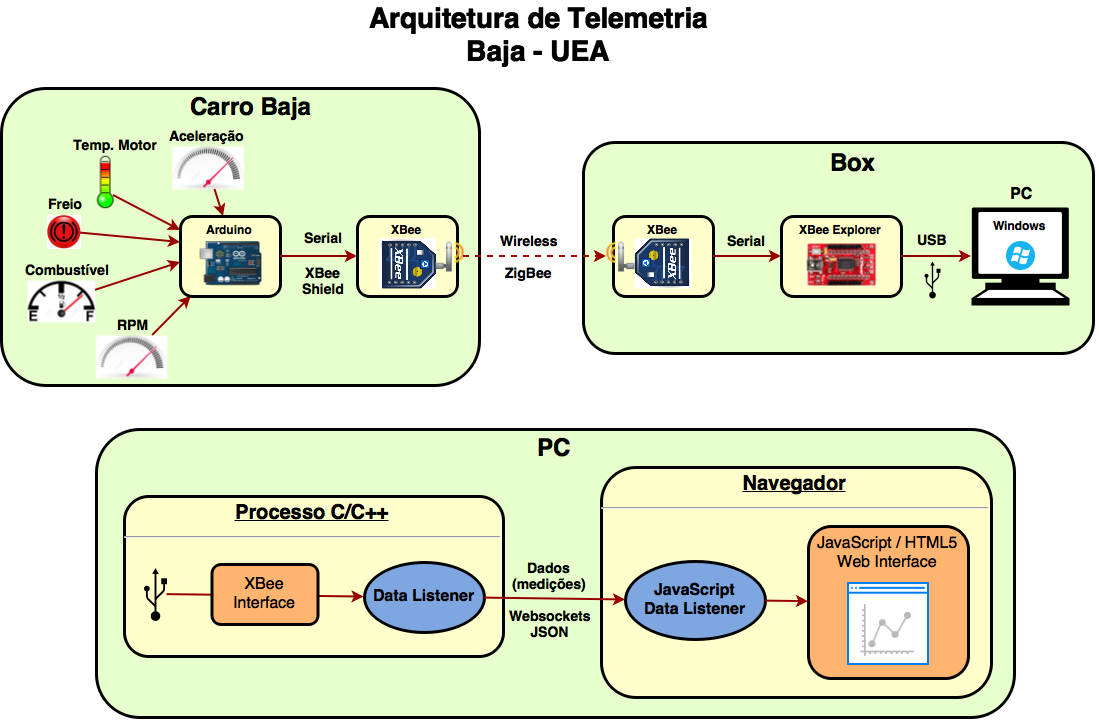 Arquitetura de Telemetria
Baja - UEA
Carro Baja
Temp. Motor
Aceleração
Freio
Combustível
E
F
RPM
Arduino
Serial
XBee
Shield
XBee
XBee
Wireless
ZigBee
Box
XBee
XBee
Serial
XBee Explorer
USB
PC
Windows
PC
Processo C/C++
XBee
Interface
Data Listener
Dados
(medições)
Websockets
JSON
Navegador
JavaScript
Data Listener
JavaScript / HTML5
Web Interface